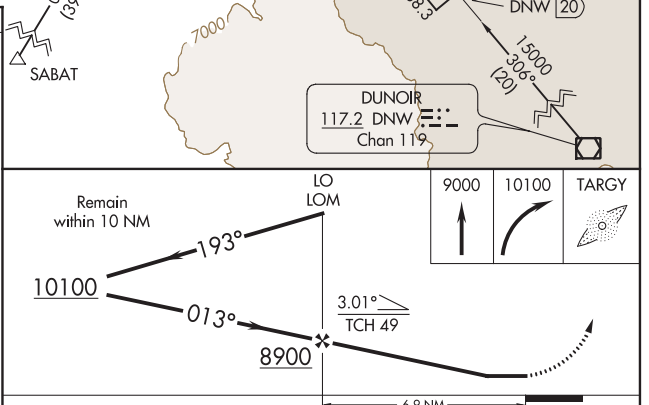 DNW 20
7000
15000
306°
(20)
SABAT
DUNOIR
117.2 DNW
Chan 119
LO
LOM
Remain
within 10 NM
9000
10100
TARGY
193°
10100
013°
3.01°
TCH 49
8900